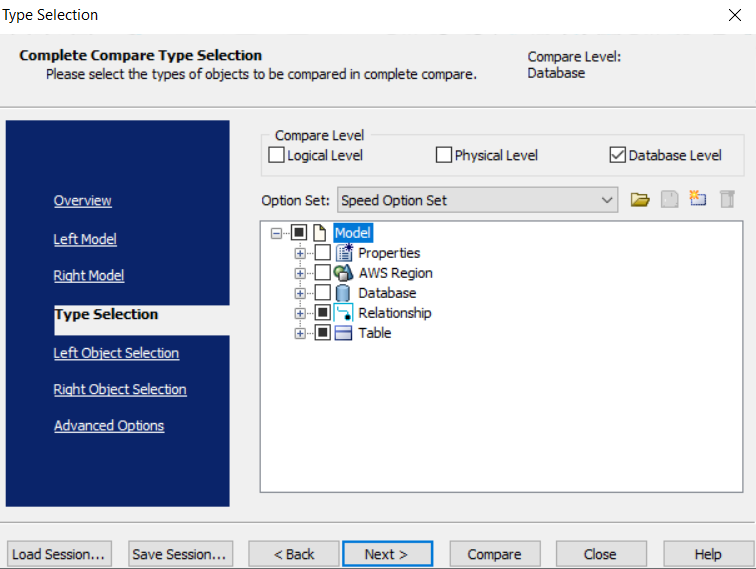 Type Selection
Complete Compare Type Selection
Please select the types of objects to be compared in complete compare.
Compare Level:
Database
Overview
Left Model
Right Model
Type Selection
Left Object Selection
Right Object Selection
Advanced Options
Compare Level
Logical Level
Physical Level
Database Level
Option Set:
Speed Option Set
Model
Properties
AWS Region
Database
Relationship
Table
Load Session...
Save Session...
< Back
Next >
Compare
Close
Help